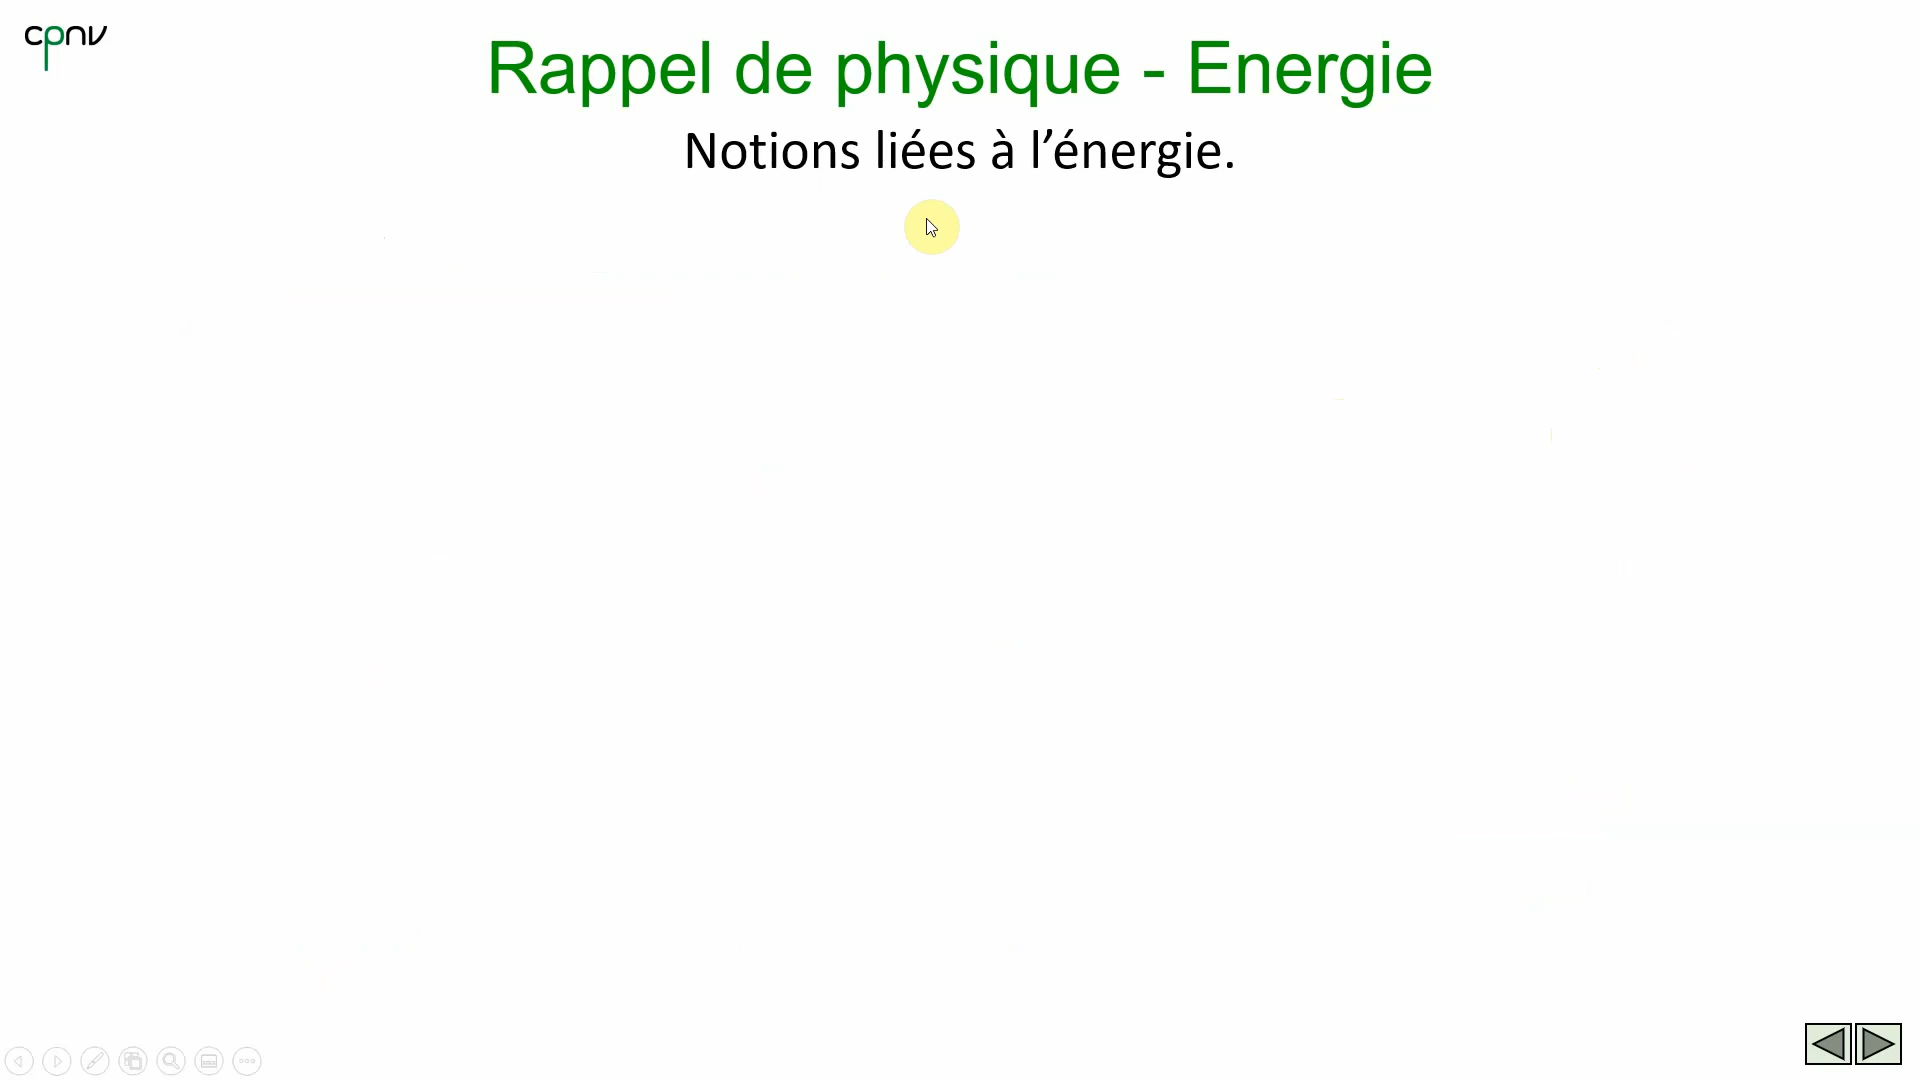 cpnv
Rappel de physique - Energie
Notions liées à l’énergie.